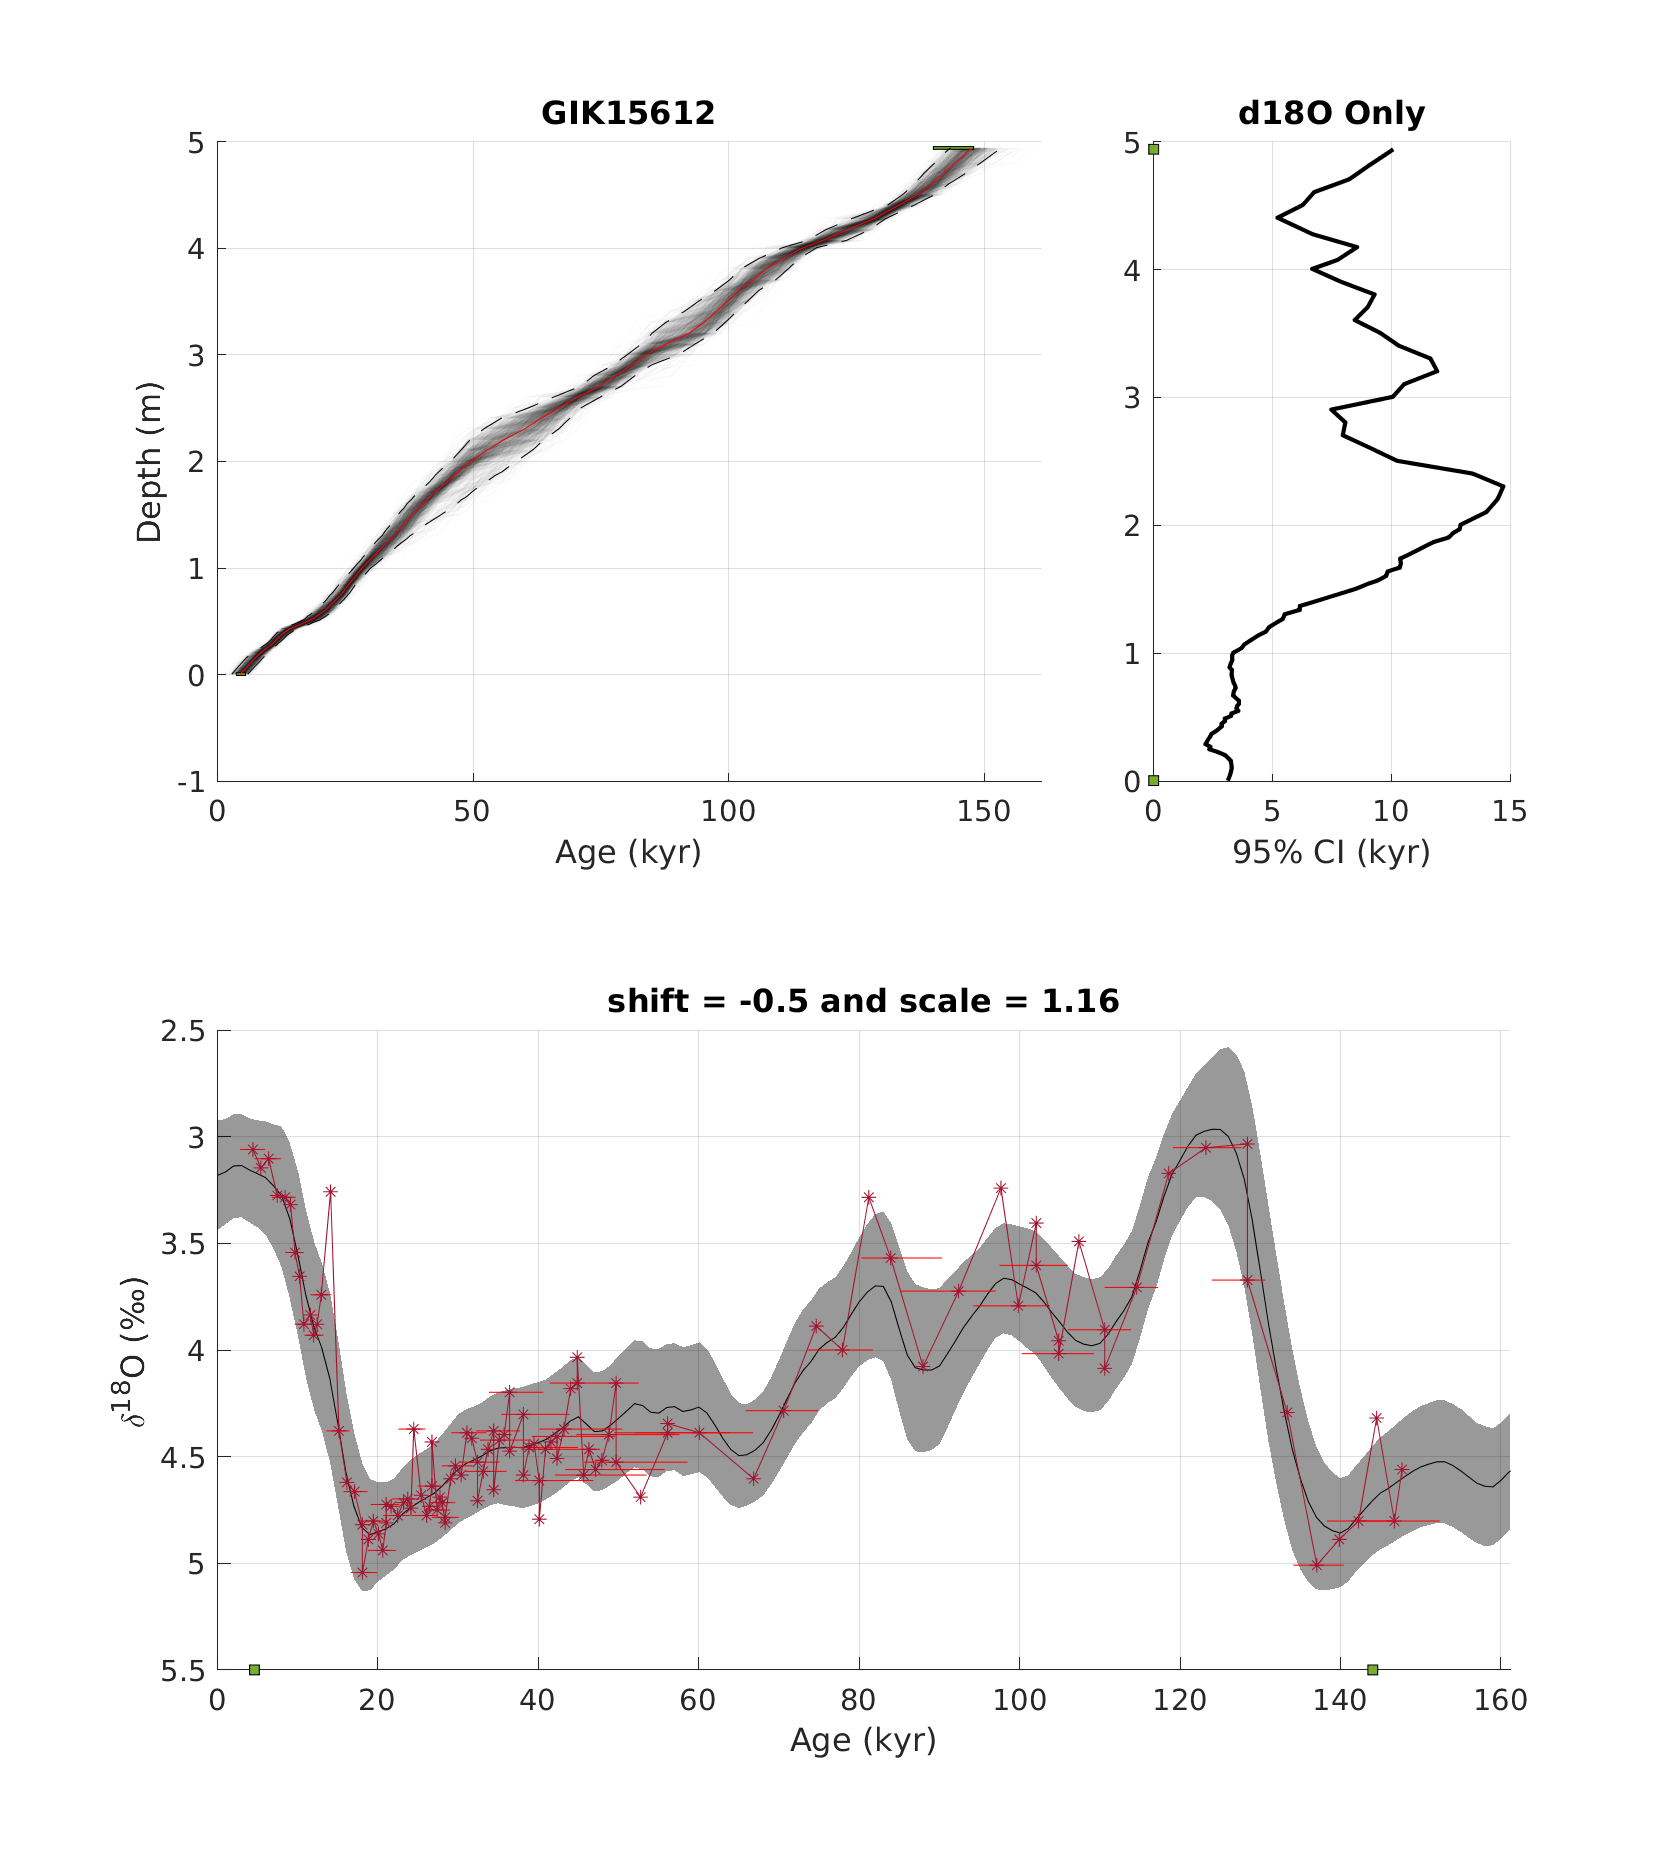 GIK15612
d18O Only
5
4
3
2
1
0
-1
Depth (m)
0 50 100 150
Age (kyr)
5
4
3
2
1
0
0 5 10 15
95% CI (kyr)
shift = -0.5 and scale = 1.16
2.5
3
3.5
4
4.5
5
5.5
δ18O (‰)
0 20 40 60 80 100 120 140 160
Age (kyr)